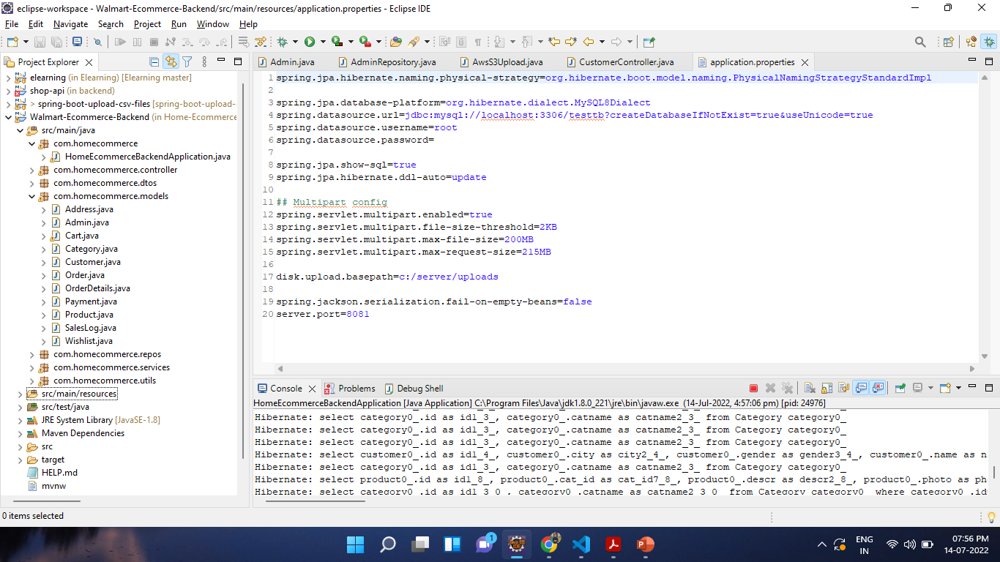 eclipse-workspace - Walmart-Ecommerce-Backend/src/main/resources/application.properties - Eclipse IDE
File Edit Navigate Search Project Run Window Help
Project Explorer
elearning (in Elearning) [Elearning master]
shop-api (in backend)
> spring-boot-upload-csv-files [spring-boot-upload-
Walmart-Ecommerce-Backend (in Home-Ecommerce
src/main/java
com.homecommerce
HomeEcommerceBackendApplication.java
com.homecommerce.controller
com.homecommerce.dtos
com.homecommerce.models
Address.java
Admin.java
Cart.java
Category.java
Customer.java
Order.java
OrderDetails.java
Payment.java
Product.java
SalesLog.java
Wishlist.java
com.homecommerce.repos
com.homecommerce.services
com.homecommerce.utils
src/main/resources
src/test/java
JRE System Library [JavaSE-1.8]
Maven Dependencies
src
target
HELP.md
mvnw
Admin.java AdminRepository.java AwsS3Upload.java CustomerController.java application.properties
1 spring.jpa.hibernate.naming.physical-strategy=org.hibernate.boot.model.naming.PhysicalNamingStrategyStandardImpl
2
3 spring.jpa.database-platform=org.hibernate.dialect.MySQL8Dialect
4 spring.datasource.url=jdbc:mysql://localhost:3306/testtb?createDatabaseIfNotExist=true&useUnicode=true
5 spring.datasource.username=root
6 spring.datasource.password=
7
8 spring.jpa.show-sql=true
9 spring.jpa.hibernate.ddl-auto=update
10
11 ## Multipart config
12 spring.servlet.multipart.enabled=true
13 spring.servlet.multipart.file-size-threshold=2KB
14 spring.servlet.multipart.max-file-size=200MB
15 spring.servlet.multipart.max-request-size=215MB
16
17 disk.upload.basepath=c:/server/uploads
18
19 spring.jackson.serialization.fail-on-empty-beans=false
20 server.port=8081
Console Problems Debug Shell
HomeEcommerceBackendApplication [Java Application] C:\Program Files\Java\jdk1.8.0_221\jre\bin\javaw.exe (14-Jul-2022, 4:57:06 pm) [pid: 24976]
Hibernate: select category0_.id as id1_3_, category0_.catname as catname2_3_ from Category category0_
Hibernate: select category0_.id as id1_3_, category0_.catname as catname2_3_ from Category category0_
Hibernate: select category0_.id as id1_3_, category0_.catname as catname2_3_ from Category category0_
Hibernate: select customer0_.id as id1_4_, customer0_.city as city2_4_, customer0_.gender as gender3_4_, customer0_.name as n
Hibernate: select category0_.id as id1_3_, category0_.catname as catname2_3_ from Category category0_
Hibernate: select product0_.id as id1_8_, product0_.cat_id as cat_id7_8_, product0_.descr as descr2_8_, product0_.photo as ph
Hibernate: select category0_.id as id1_3_0_, category0_.catname as catname2_3_0_ from Category category0_ where category0_.id
0 items selected
1
ENG
IN
07:56 PM
14-07-2022